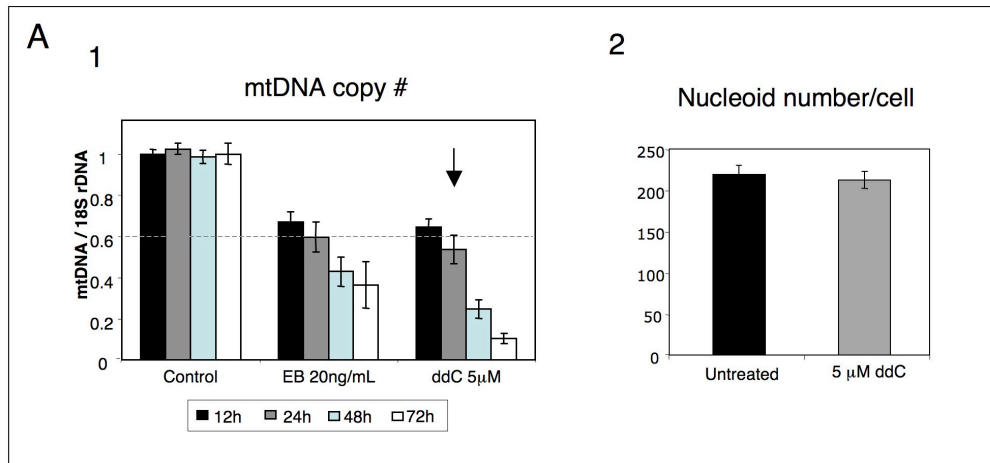 A
1
mtDNA copy #
mtDNA / 18S rDNA
1
0.8
0.6
0.4
0.2
0
Control
EB 20ng/mL
ddC 5μM
12h
24h
48h
72h
2
Nucleoid number/cell
250
200
150
100
50
0
Untreated
5 μM ddC